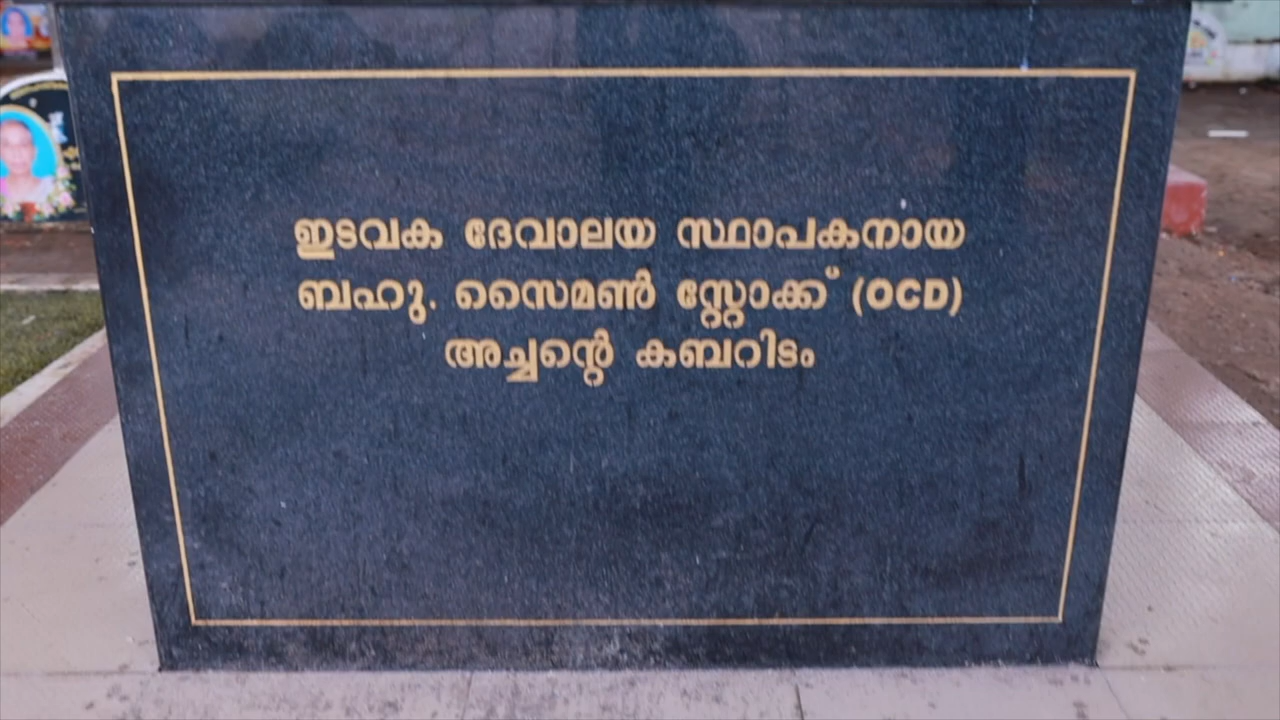 ഇടവക ദേവാലയ സ്ഥാപകനായ
ബഹു. സൈമൺ സ്റ്റോക്ക് (OCD)
അച്ചന്റെ കബറിടം